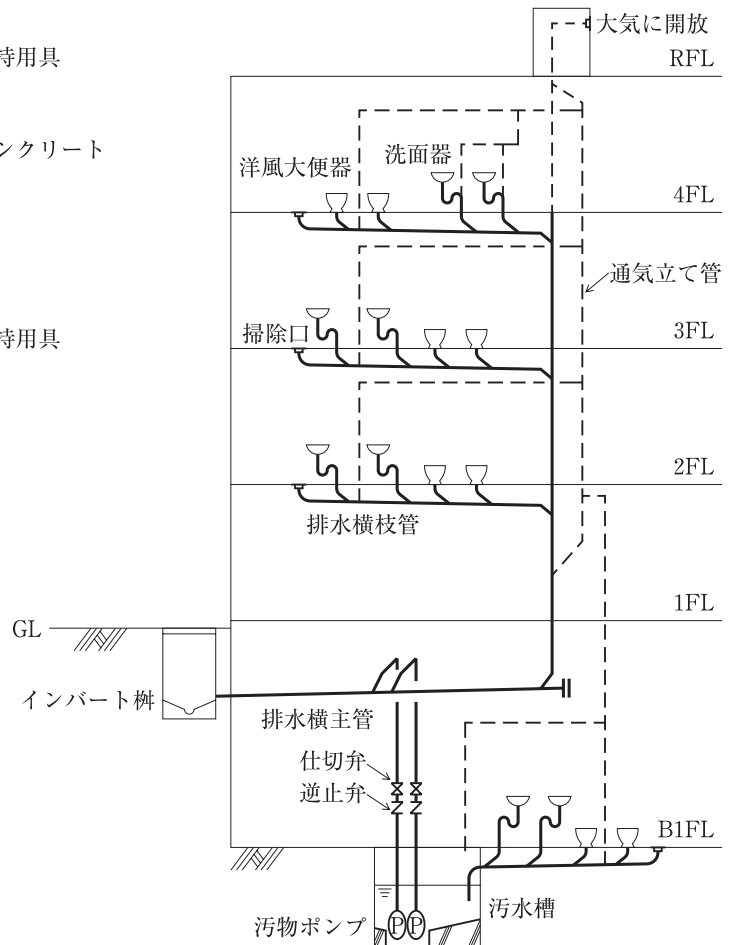 大気に開放
持用具
RFL
ンクリート
洋風大便器
洗面器
4FL
通気立て管
持用具
掃除口
3FL
2FL
排水横枝管
1FL
GL
インバート桝
排水横主管
仕切弁
逆止弁
B1FL
汚物ポンプ
P
P
汚水槽